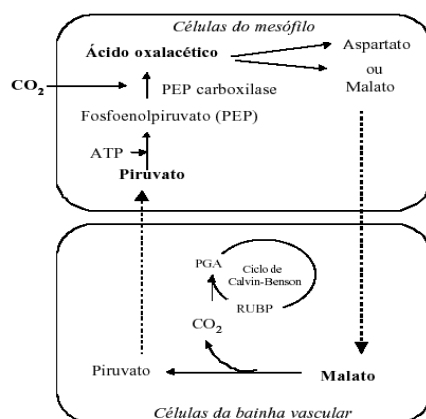 Células do mesófilo
Ácido oxalacético
Aspartato
ou
Malato
CO₂
PEP carboxilase
Fosfoenolpiruvato (PEP)
ATP
Piruvato
PGA
Ciclo de
Calvin-Benson
RUBP
CO₂
Piruvato
Malato
Células da bainha vascular